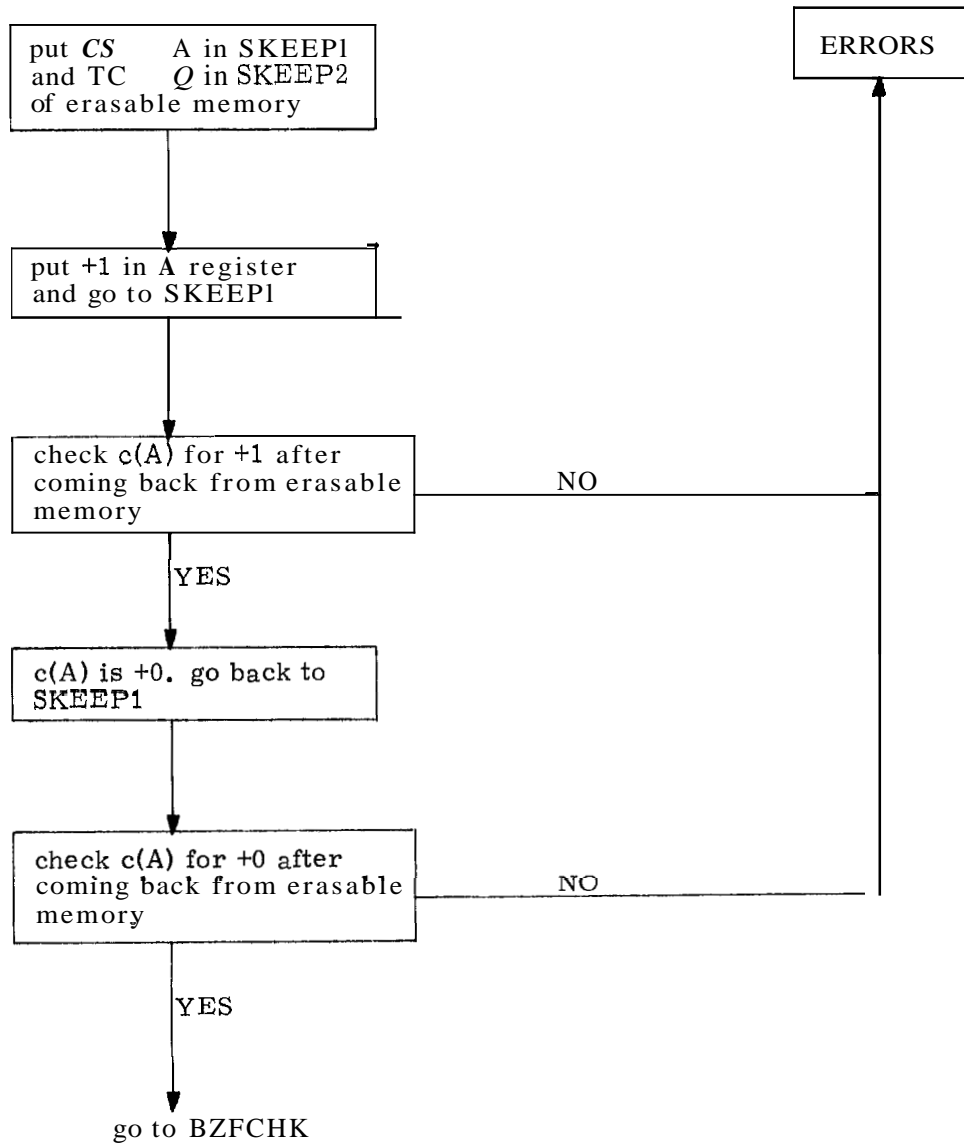 put CS A in SKEEP1
and TC Q in SKEEP2
of erasable memory
ERRORS
put +1 in A register
and go to SKEEP1
check c(A) for +1 after
coming back from erasable
memory
NO
YES
c(A) is +0. go back to
SKEEP1
check c(A) for +0 after
coming back from erasable
memory
NO
YES
go to BZFCHK